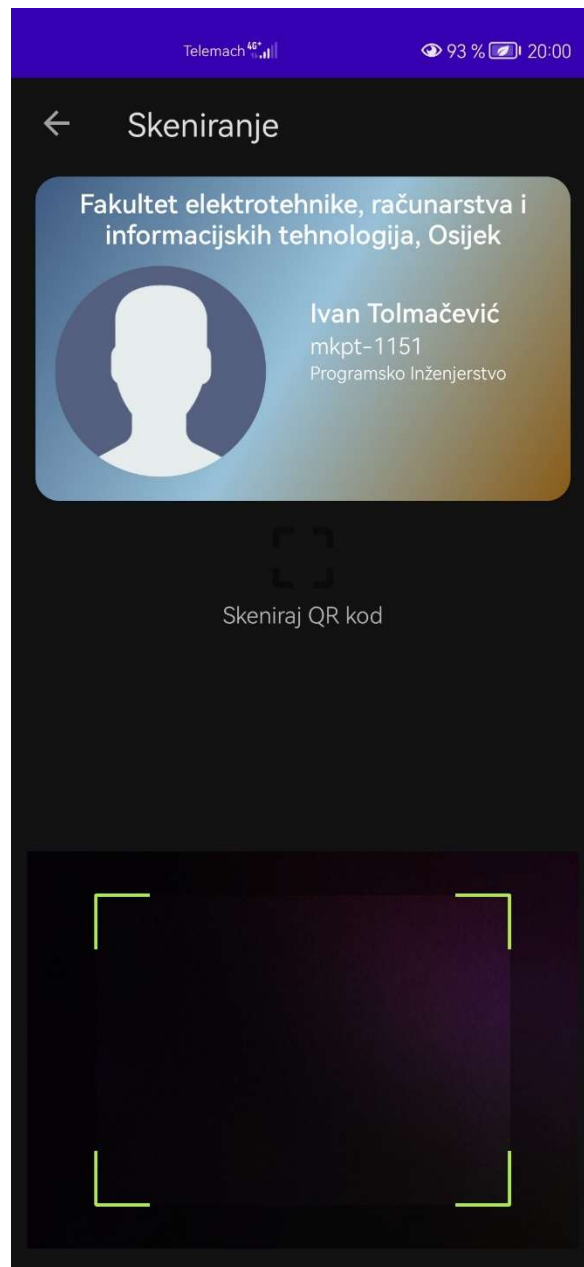 Telemach 4G+ 93 % 20:00
Skeniranje
Fakultet elektrotehnike, računarstva i
informacijskih tehnologija, Osijek
Ivan Tolmačević
mkpt-1151
Programsko Inženjerstvo
Skeniraj QR kod